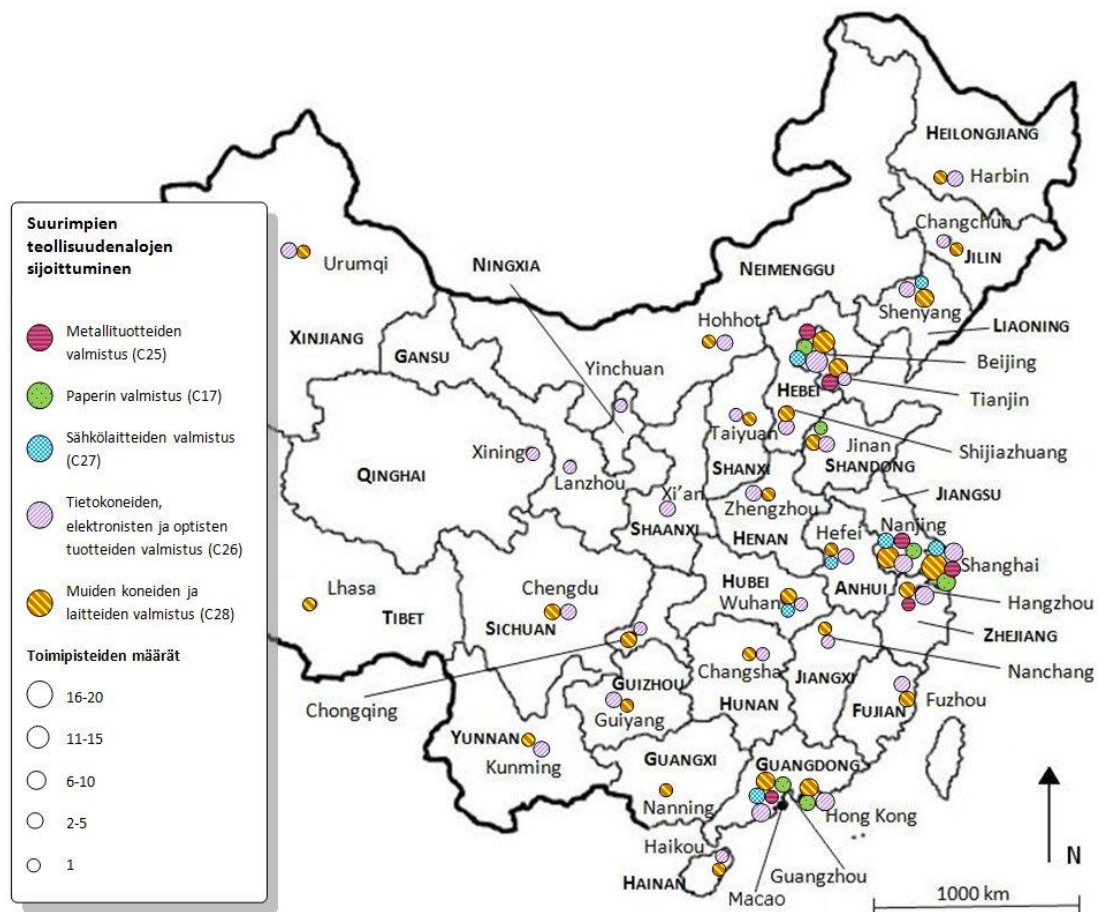 Suurimpien
teollisuudenalojen
sijoittuminen
Metallituotteiden
valmistus (C25)
Paperin valmistus (C17)
Sähkölaitteiden valmistus
(C27)
Tietokoneiden,
elektronisten ja optisten
tuotteiden valmistus (C26)
Muiden koneiden ja
laitteiden valmistus (C28)
Toimipisteiden määrät
16-20
11-15
6-10
2-5
1
HEILONGJIANG
Harbin
Changchun
JILIN
Urumqi
NINGXIA
NEIMENGGU
Shenyang
XINJIANG
GANSU
Hohhot
LIAONING
Yinchuan
Beijing
HEBEI
Tianjin
Taiyuan
Jinan
Shijiazhuang
Xining
QINGHAI
Lanzhou
SHANXI
SHANDONG
Xi'an
JIANGSU
Zhengzhou
SHAANXI
HENAN
Hefei
Nanjing
Shanghai
Lhasa
Chengdu
HUBEI
ANHUI
Wuhan
Hangzhou
TIBET
SICHUAN
ZHEJIANG
Changsha
JIANGXI
Nanchang
GUIZHOU
Chongqing
Guiyang
HUNAN
FUJIAN
Fuzhou
YUNNAN
Kunming
GUANGXI
GUANGDONG
Nanning
Hong Kong
Haikou
HAINAN
Guangzhou
Macao
N
1000 km